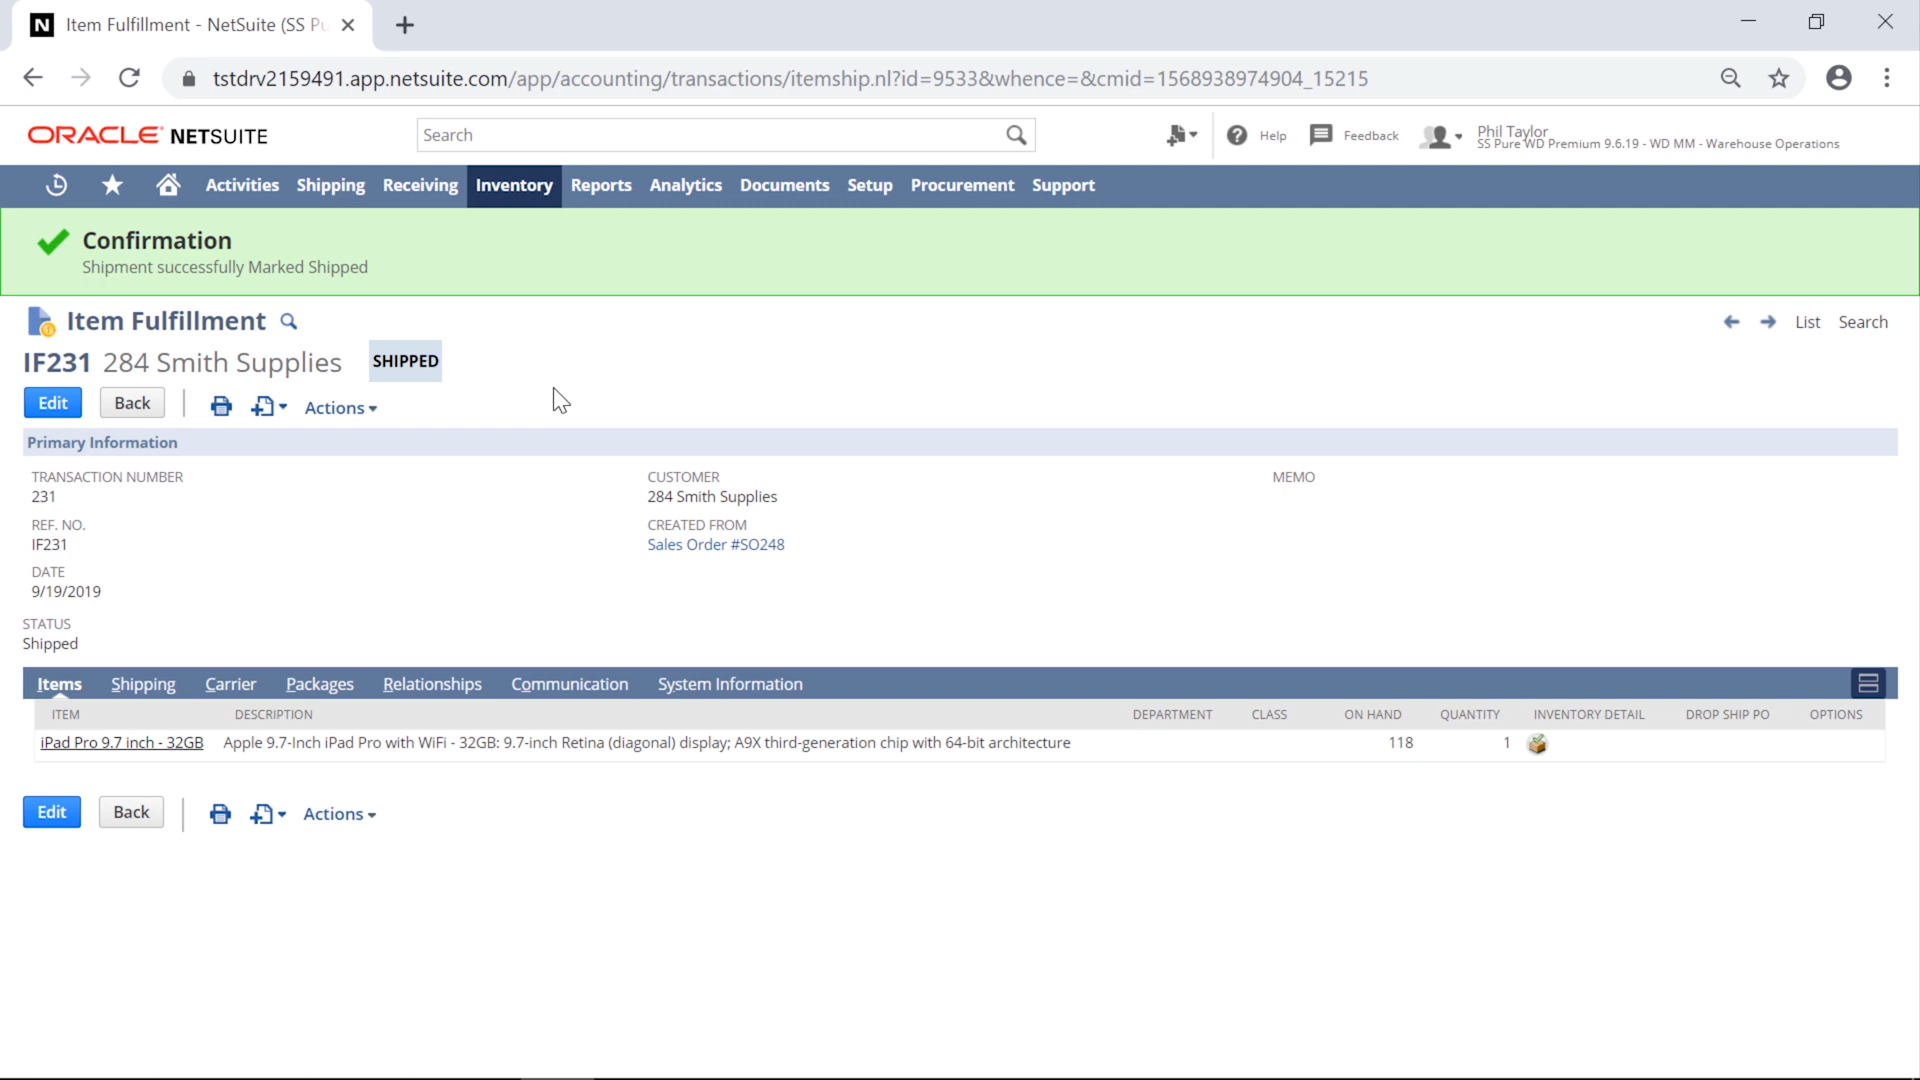 N Item Fulfillment - NetSuite (SS Pu
tstdrv2159491.app.netsuite.com/app/accounting/transactions/itemship.nl?id=9533&whence=&cmid=1568938974904_15215
ORACLE NETSUITE
Search
Help
Feedback
Phil Taylor
SS Pure WD Premium 9.6.19 - WD MM - Warehouse Operations
Activities Shipping Receiving Inventory Reports Analytics Documents Setup Procurement Support
Confirmation
Shipment successfully Marked Shipped
Item Fulfillment
List Search
IF231 284 Smith Supplies SHIPPED
Edit Back Actions
Primary Information
TRANSACTION NUMBER
231
REF. NO.
IF231
DATE
9/19/2019
STATUS
Shipped
CUSTOMER
284 Smith Supplies
CREATED FROM
Sales Order #SO248
MEMO
Items Shipping Carrier Packages Relationships Communication System Information
ITEM DESCRIPTION DEPARTMENT CLASS ON HAND QUANTITY INVENTORY DETAIL DROP SHIP PO OPTIONS
iPad Pro 9.7 inch - 32GB Apple 9.7-Inch iPad Pro with WiFi - 32GB: 9.7-inch Retina (diagonal) display; A9X third-generation chip with 64-bit architecture 118 1
Edit Back Actions